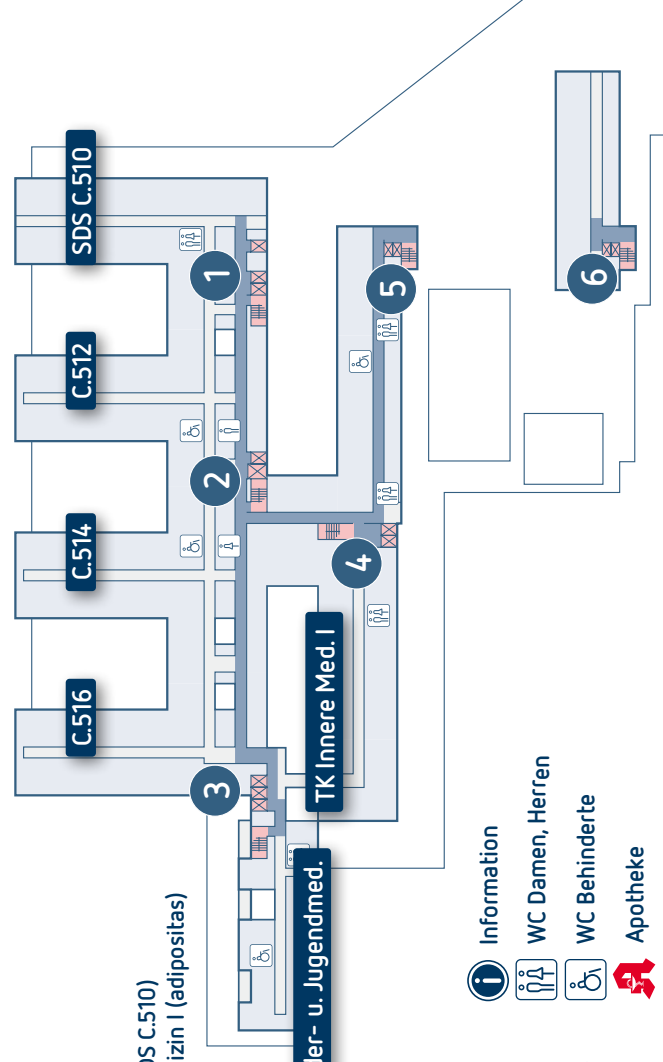 C.516
C.514
C.512
SDS C.510
DS C.510)
izin I (adipositas)
3
2
1
der- u. Jugendmed.
TK Innere Med. I
4
5
6
Information
WC Damen, Herren
WC Behinderte
Apotheke